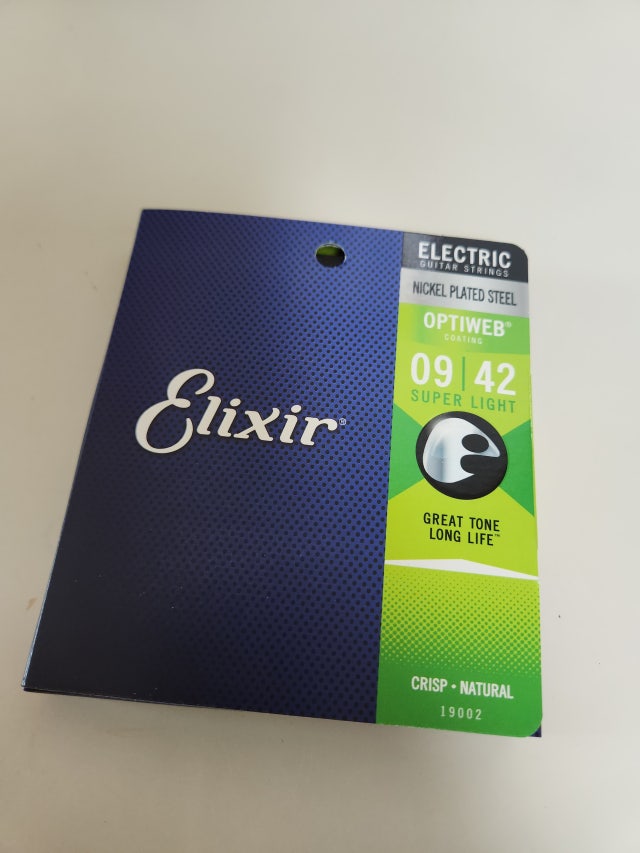 Elixir®
ELECTRIC
GUITAR STRINGS
NICKEL PLATED STEEL
OPTIWEB®
COATING
09 | 42
SUPER LIGHT
GREAT TONE
LONG LIFE™
CRISP • NATURAL
19002